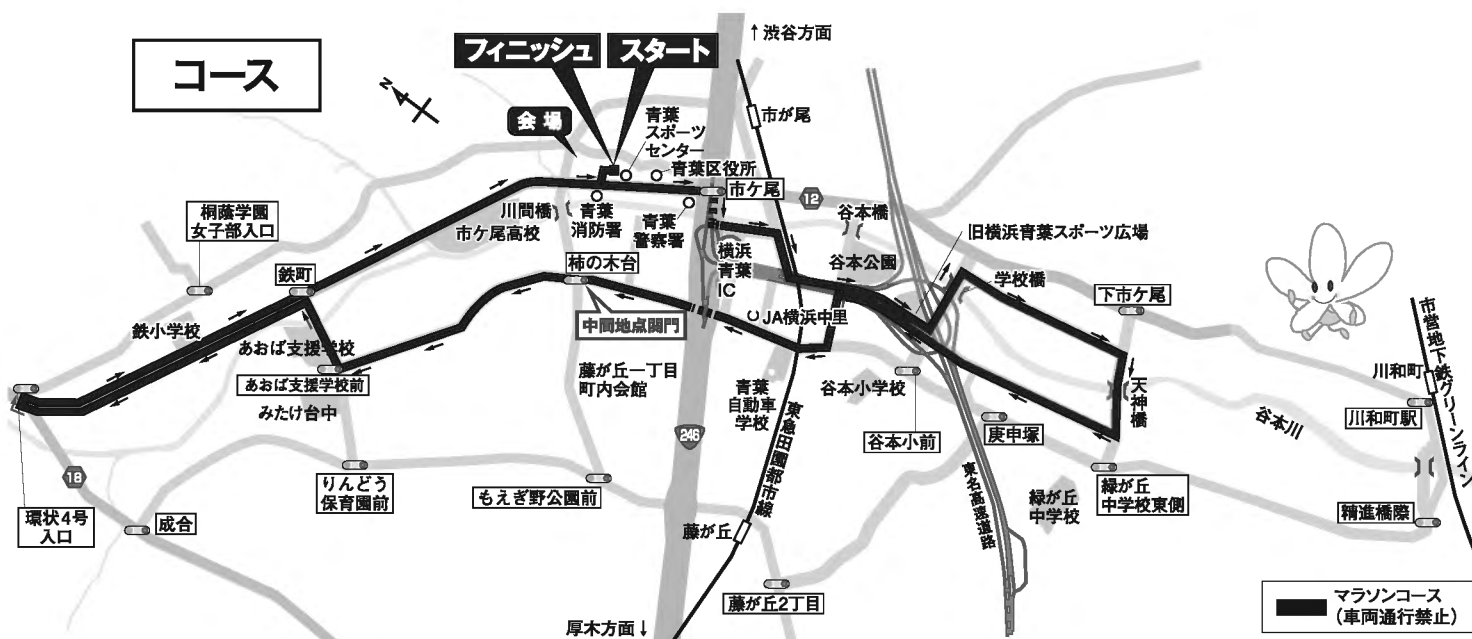 コース
N
フィニッシュ
スタート
会場
↑渋谷方面
青葉
スポーツ
センター
青葉区役所
市が尾
市ケ尾
12
桐蔭学園
女子部入口
川間橋
市ケ尾高校
青葉
消防署
青葉
警察署
谷本橋
谷本公園
旧横浜青葉スポーツ広場
学校橋
横浜
青葉
IC
鉄町
柿の木台
中間地点関門
JA横浜中里
下市ケ尾
鉄小学校
あおば支援学校
あおば支援学校前
みたけ台中
藤が丘一丁目
町内会館
青葉
自動車
学校
谷本小学校
谷本小前
庚申塚
天神橋
川和町
市営地下鉄グリーンライン
川和町駅
谷本川
246
東急田園都市線
東名高速道路
18
環状4号
入口
成合
りんどう
保育園前
もえぎ野公園前
藤が丘
藤が丘2丁目
緑が丘
中学校
緑が丘
中学校東側
精進橋際
厚木方面↓
マラソンコース
(車両通行禁止)